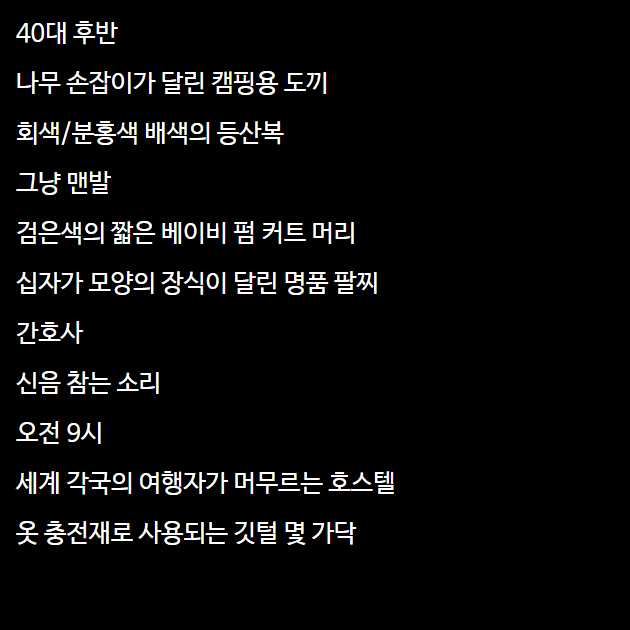 40대 후반
나무 손잡이가 달린 캠핑용 도끼
회색/분홍색 배색의 등산복
그냥 맨발
검은색의 짧은 베이비 펌 커트 머리
십자가 모양의 장식이 달린 명품 팔찌
간호사
신음 참는 소리
오전 9시
세계 각국의 여행자가 머무르는 호스텔
옷 충전재로 사용되는 깃털 몇 가닥